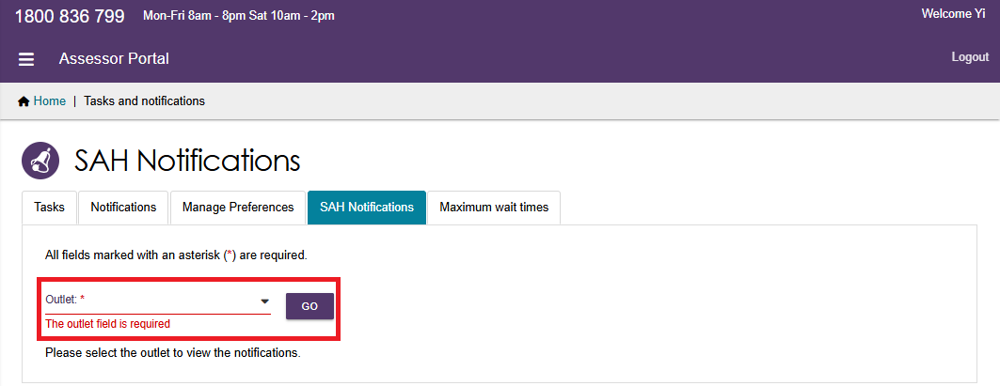 1800 836 799 Mon-Fri 8am - 8pm Sat 10am - 2pm Welcome Yi
Assessor Portal Logout
Home | Tasks and notifications
SAH Notifications
Tasks Notifications Manage Preferences SAH Notifications Maximum wait times
All fields marked with an asterisk (*) are required.
Outlet: * GO
The outlet field is required
Please select the outlet to view the notifications.